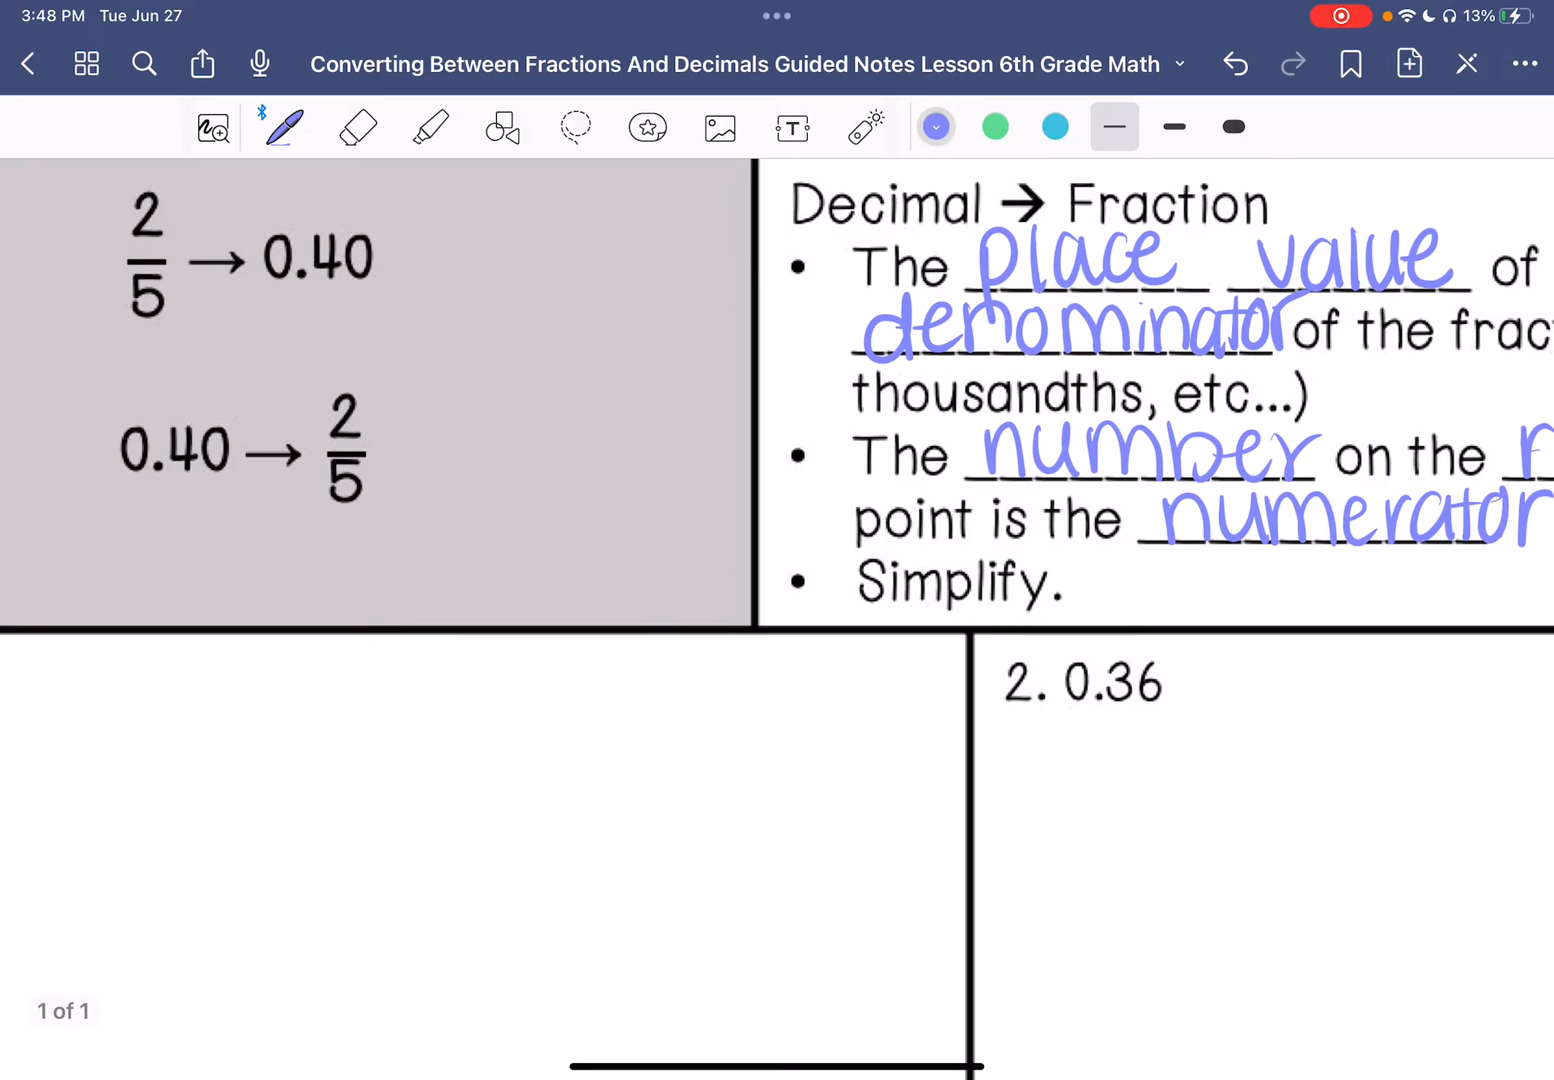 3:48 PM Tue Jun 27
13%
Converting Between Fractions And Decimals Guided Notes Lesson 6th Grade Math
T
2
5 → 0.40
0.40 → 2
5
Decimal → Fraction
• The place value of
denominator of the frac
thousandths, etc...)
• The number on the r
point is the numerator
• Simplify.
2. 0.36
1 of 1